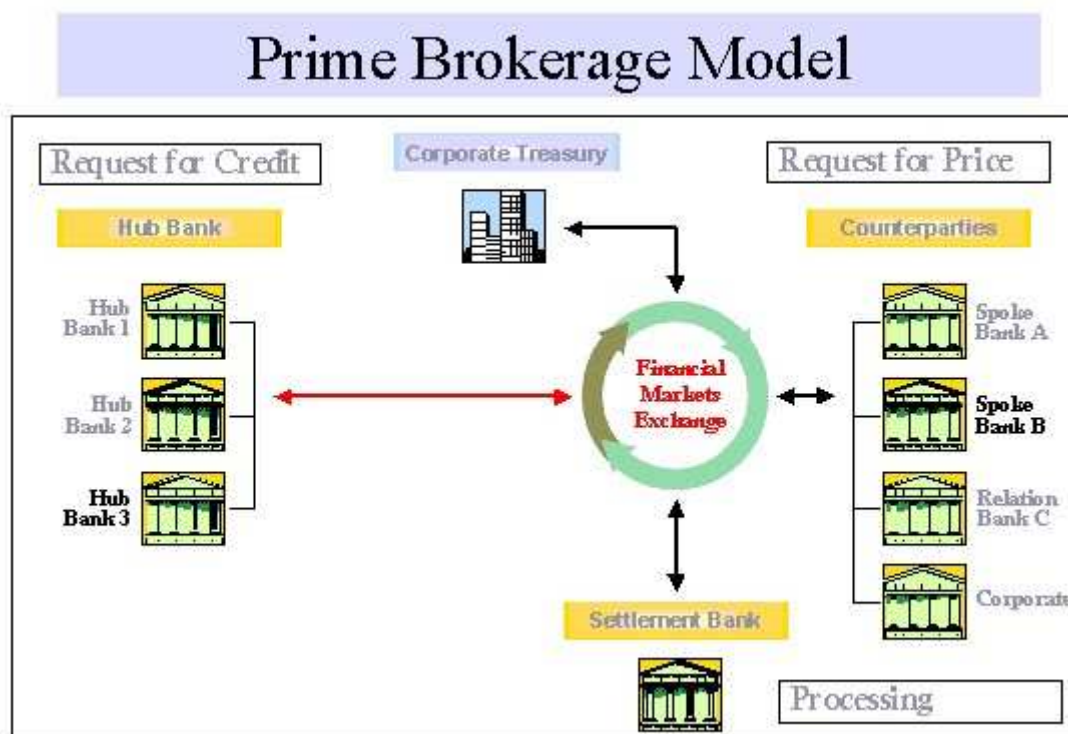 Prime Brokerage Model
Request for Credit
Corporate Treasury
Request for Price
Hub Bank
Counterparties
Hub
Bank 1
Hub
Bank 2
Hub
Bank 3
Financial
Markets
Exchange
Spoke
Bank A
Spoke
Bank B
Relation
Bank C
Corporate
Settlement Bank
Processing